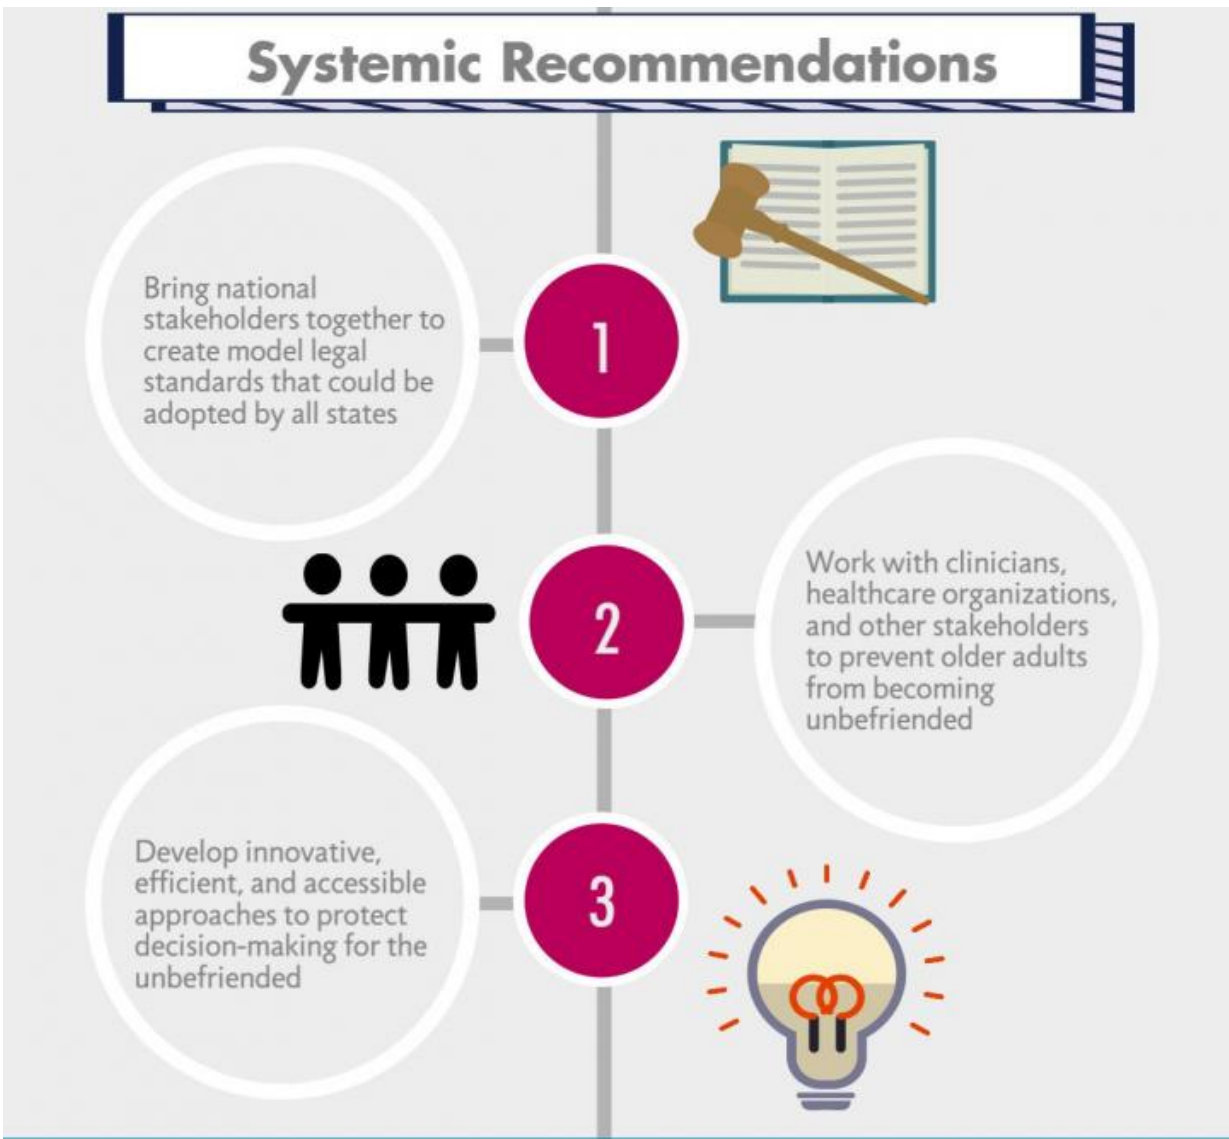 Systemic Recommendations
Bring national
stakeholders together to
create model legal
standards that could be
adopted by all states
1
2
Work with clinicians,
healthcare organizations,
and other stakeholders
to prevent older adults
from becoming
unbefriended
Develop innovative,
efficient, and accessible
approaches to protect
decision-making for the
unbefriended
3